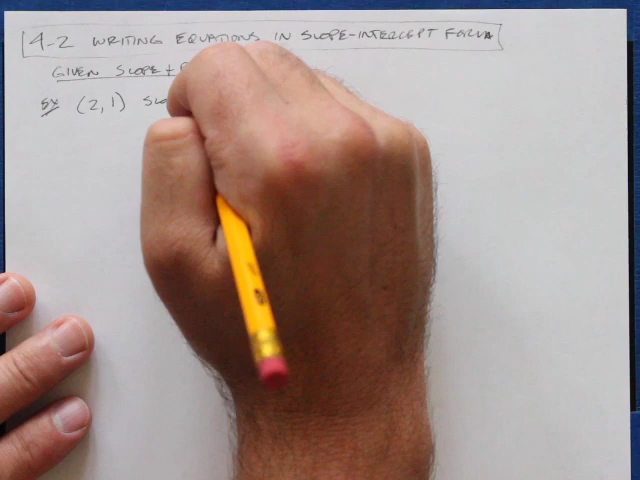 4-2 WRITING EQUATIONS IN SLOPE-INTERCEPT FORM
GIVEN SLOPE +
EX (2,1)